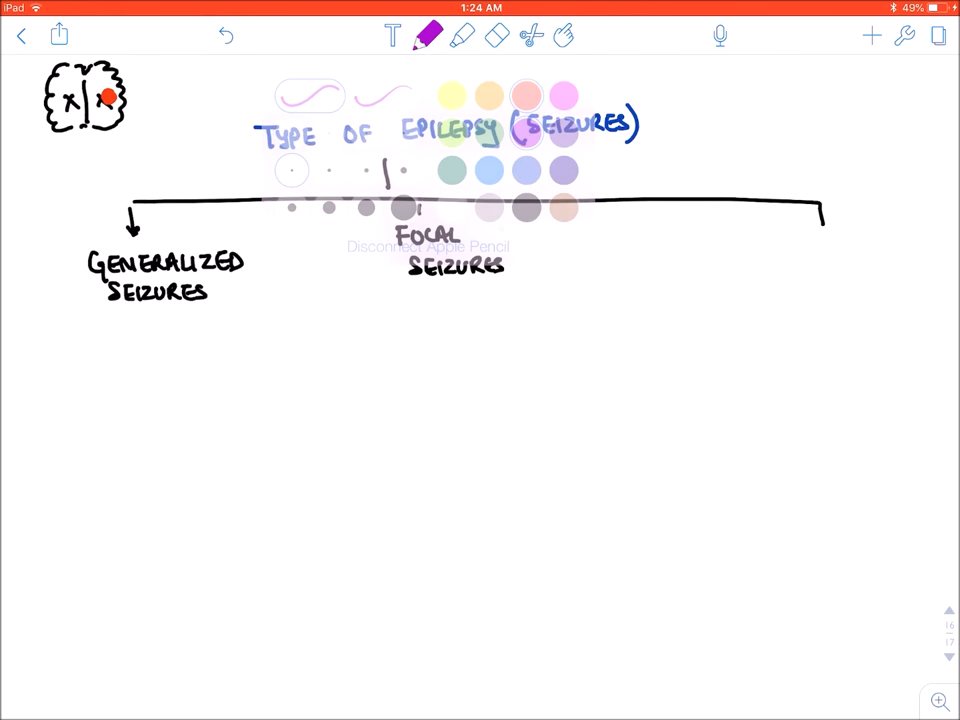 iPad 1:24 AM 49%
T
TYPE OF EPILEPSY (SEIZURES)
x x
Disconnect Apple Pencil
GENERALIZED
SEIZURES
FOCAL
SEIZURES
16
17